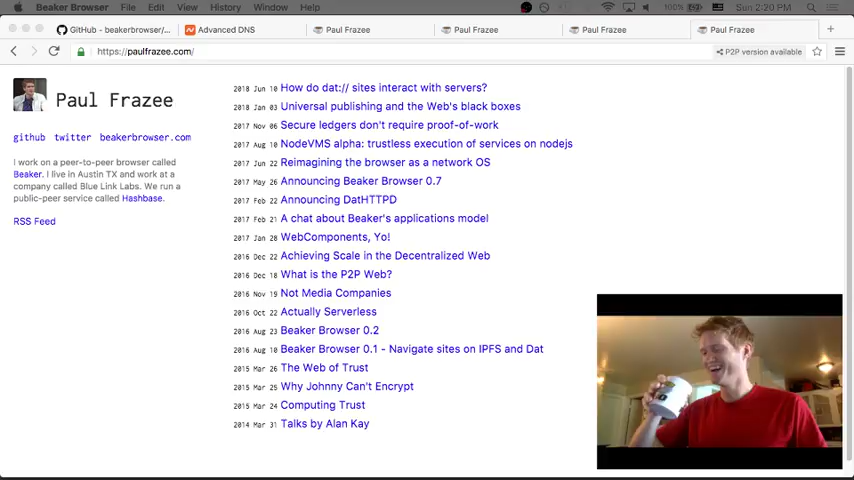 Beaker Browser File Edit View History Window Help 100% Sun 2:20 PM
GitHub - beakerbrowser/... Advanced DNS Paul Frazee Paul Frazee Paul Frazee Paul Frazee
https://paulfrazee.com/ P2P version available
Paul Frazee
github twitter beakerbrowser.com
I work on a peer-to-peer browser called
Beaker. I live in Austin TX and work at a
company called Blue Link Labs. We run a
public-peer service called Hashbase.
RSS Feed
2018 Jun 10 How do dat:// sites interact with servers?
2018 Jan 03 Universal publishing and the Web's black boxes
2017 Nov 06 Secure ledgers don't require proof-of-work
2017 Aug 10 NodeVMS alpha: trustless execution of services on nodejs
2017 Jun 22 Reimagining the browser as a network OS
2017 May 26 Announcing Beaker Browser 0.7
2017 Feb 22 Announcing DatHTTPD
2017 Feb 21 A chat about Beaker's applications model
2017 Jan 28 WebComponents, Yo!
2016 Dec 22 Achieving Scale in the Decentralized Web
2016 Dec 18 What is the P2P Web?
2016 Nov 19 Not Media Companies
2016 Oct 22 Actually Serverless
2016 Aug 23 Beaker Browser 0.2
2016 Aug 10 Beaker Browser 0.1 - Navigate sites on IPFS and Dat
2015 Mar 26 The Web of Trust
2015 Mar 25 Why Johnny Can't Encrypt
2015 Mar 24 Computing Trust
2014 Mar 31 Talks by Alan Kay